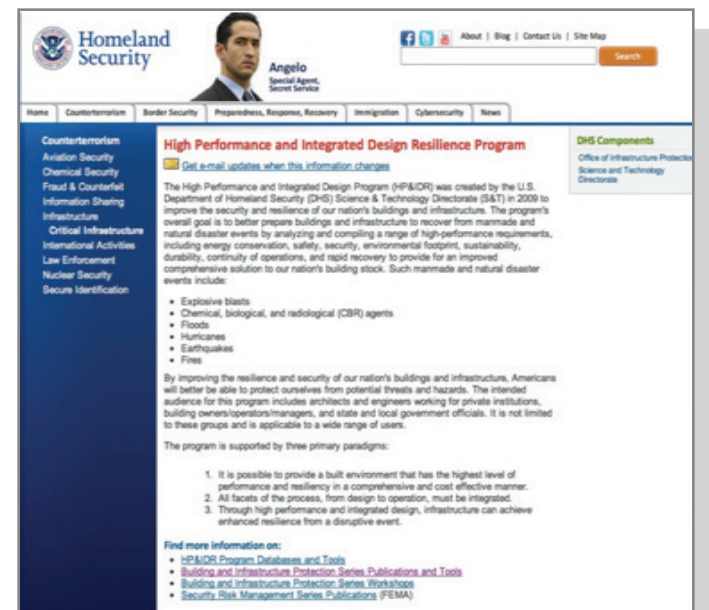 Homeland
Security
Angelo
Special Agent,
Secret Service
About | Blog | Contact Us | Site Map
Search
Home
Counterterrorism
Border Security
Preparedness, Response, Recovery
Immigration
Cybersecurity
News
Counterterrorism
Aviation Security
Chemical Security
Fraud & Counterfeit
Information Sharing
Infrastructure
Critical Infrastructure
International Activities
Law Enforcement
Nuclear Security
Secure Identification
High Performance and Integrated Design Resilience Program
Get e-mail updates when this information changes
The High Performance and Integrated Design Program (HP&IDR) was created by the U.S.
Department of Homeland Security (DHS) Science & Technology Directorate (S&T) in 2009 to
improve the security and resilience of our nation's buildings and infrastructure. The program's
overall goal is to better prepare buildings and infrastructure to recover from manmade and
natural disaster events by analyzing and compiling a range of high-performance requirements,
including energy conservation, safety, security, environmental footprint, sustainability,
durability, continuity of operations, and rapid recovery to provide for an improved
comprehensive solution to our nation's building stock. Such manmade and natural disaster
events include:
• Explosive blasts
• Chemical, biological, and radiological (CBR) agents
• Floods
• Hurricanes
• Earthquakes
• Fires
By improving the resilience and security of our nation's buildings and infrastructure, Americans
will better be able to protect ourselves from potential threats and hazards. The intended
audience for this program includes architects and engineers working for private institutions,
building owners/operators/managers, and state and local government officials. It is not limited
to these groups and is applicable to a wide range of users.
The program is supported by three primary paradigms:
1. It is possible to provide a built environment that has the highest level of
performance and resiliency in a comprehensive and cost effective manner.
2. All facets of the process, from design to operation, must be integrated.
3. Through high performance and integrated design, infrastructure can achieve
enhanced resilience from a disruptive event.
Find more information on:
• HP&IDR Program Databases and Tools
• Building and Infrastructure Protection Series Publications and Tools
• Building and Infrastructure Protection Series Workshops
• Security Risk Management Series Publications (FEMA)
DHS Components
Office of Infrastructure Protection
Science and Technology
Directorate